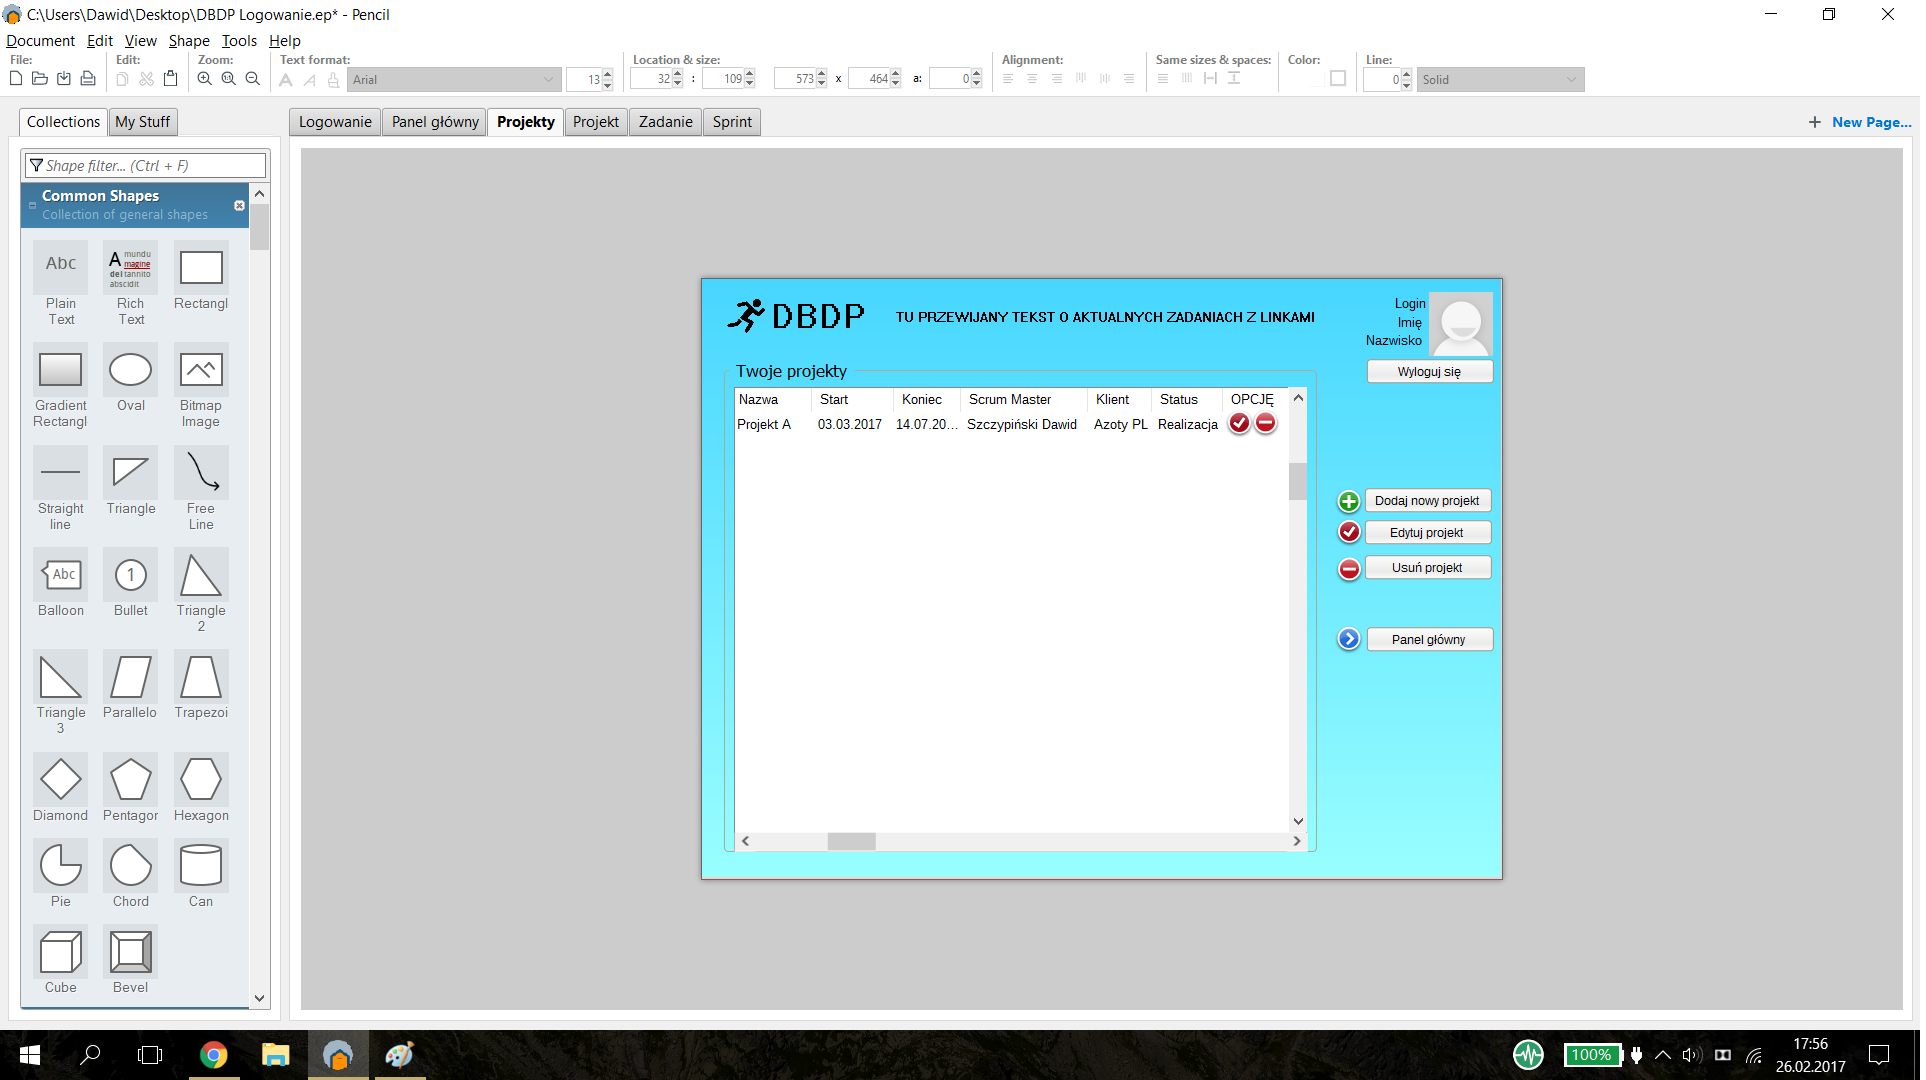 C:\Users\Dawid\Desktop\DBDP Logowanie.ep* - Pencil
Document Edit View Shape Tools Help
File: Edit: Zoom: Text format: Location & size: Alignment: Same sizes & spaces: Color: Line:
Arial 13 32 : 109 573 x 464 a: 0 0 Solid
Collections My Stuff
Logowanie Panel główny Projekty Projekt Zadanie Sprint
+ New Page...
Shape filter... (Ctrl + F)
Common Shapes
Collection of general shapes
Abc
A mundu
magine
del tannito
abscidit
Plain Text
Rich Text
Rectangl
Gradient Rectangl
Oval
Bitmap Image
Straight line
Triangle
Free Line
Abc
1
Balloon
Bullet
Triangle 2
Triangle 3
Parallelo
Trapezoi
Diamond
Pentagor
Hexagon
Pie
Chord
Can
Cube
Bevel
DBDP
TU PRZEWIJANY TEKST O AKTUALNYCH ZADANIACH Z LINKAMI
Login
Imię
Nazwisko
Wyloguj się
Twoje projekty
Nazwa Start Koniec Scrum Master Klient Status OPCJĘ
Projekt A 03.03.2017 14.07.20... Szczypiński Dawid Azoty PL Realizacja
Dodaj nowy projekt
Edytuj projekt
Usuń projekt
Panel główny
100%
17:56
26.02.2017